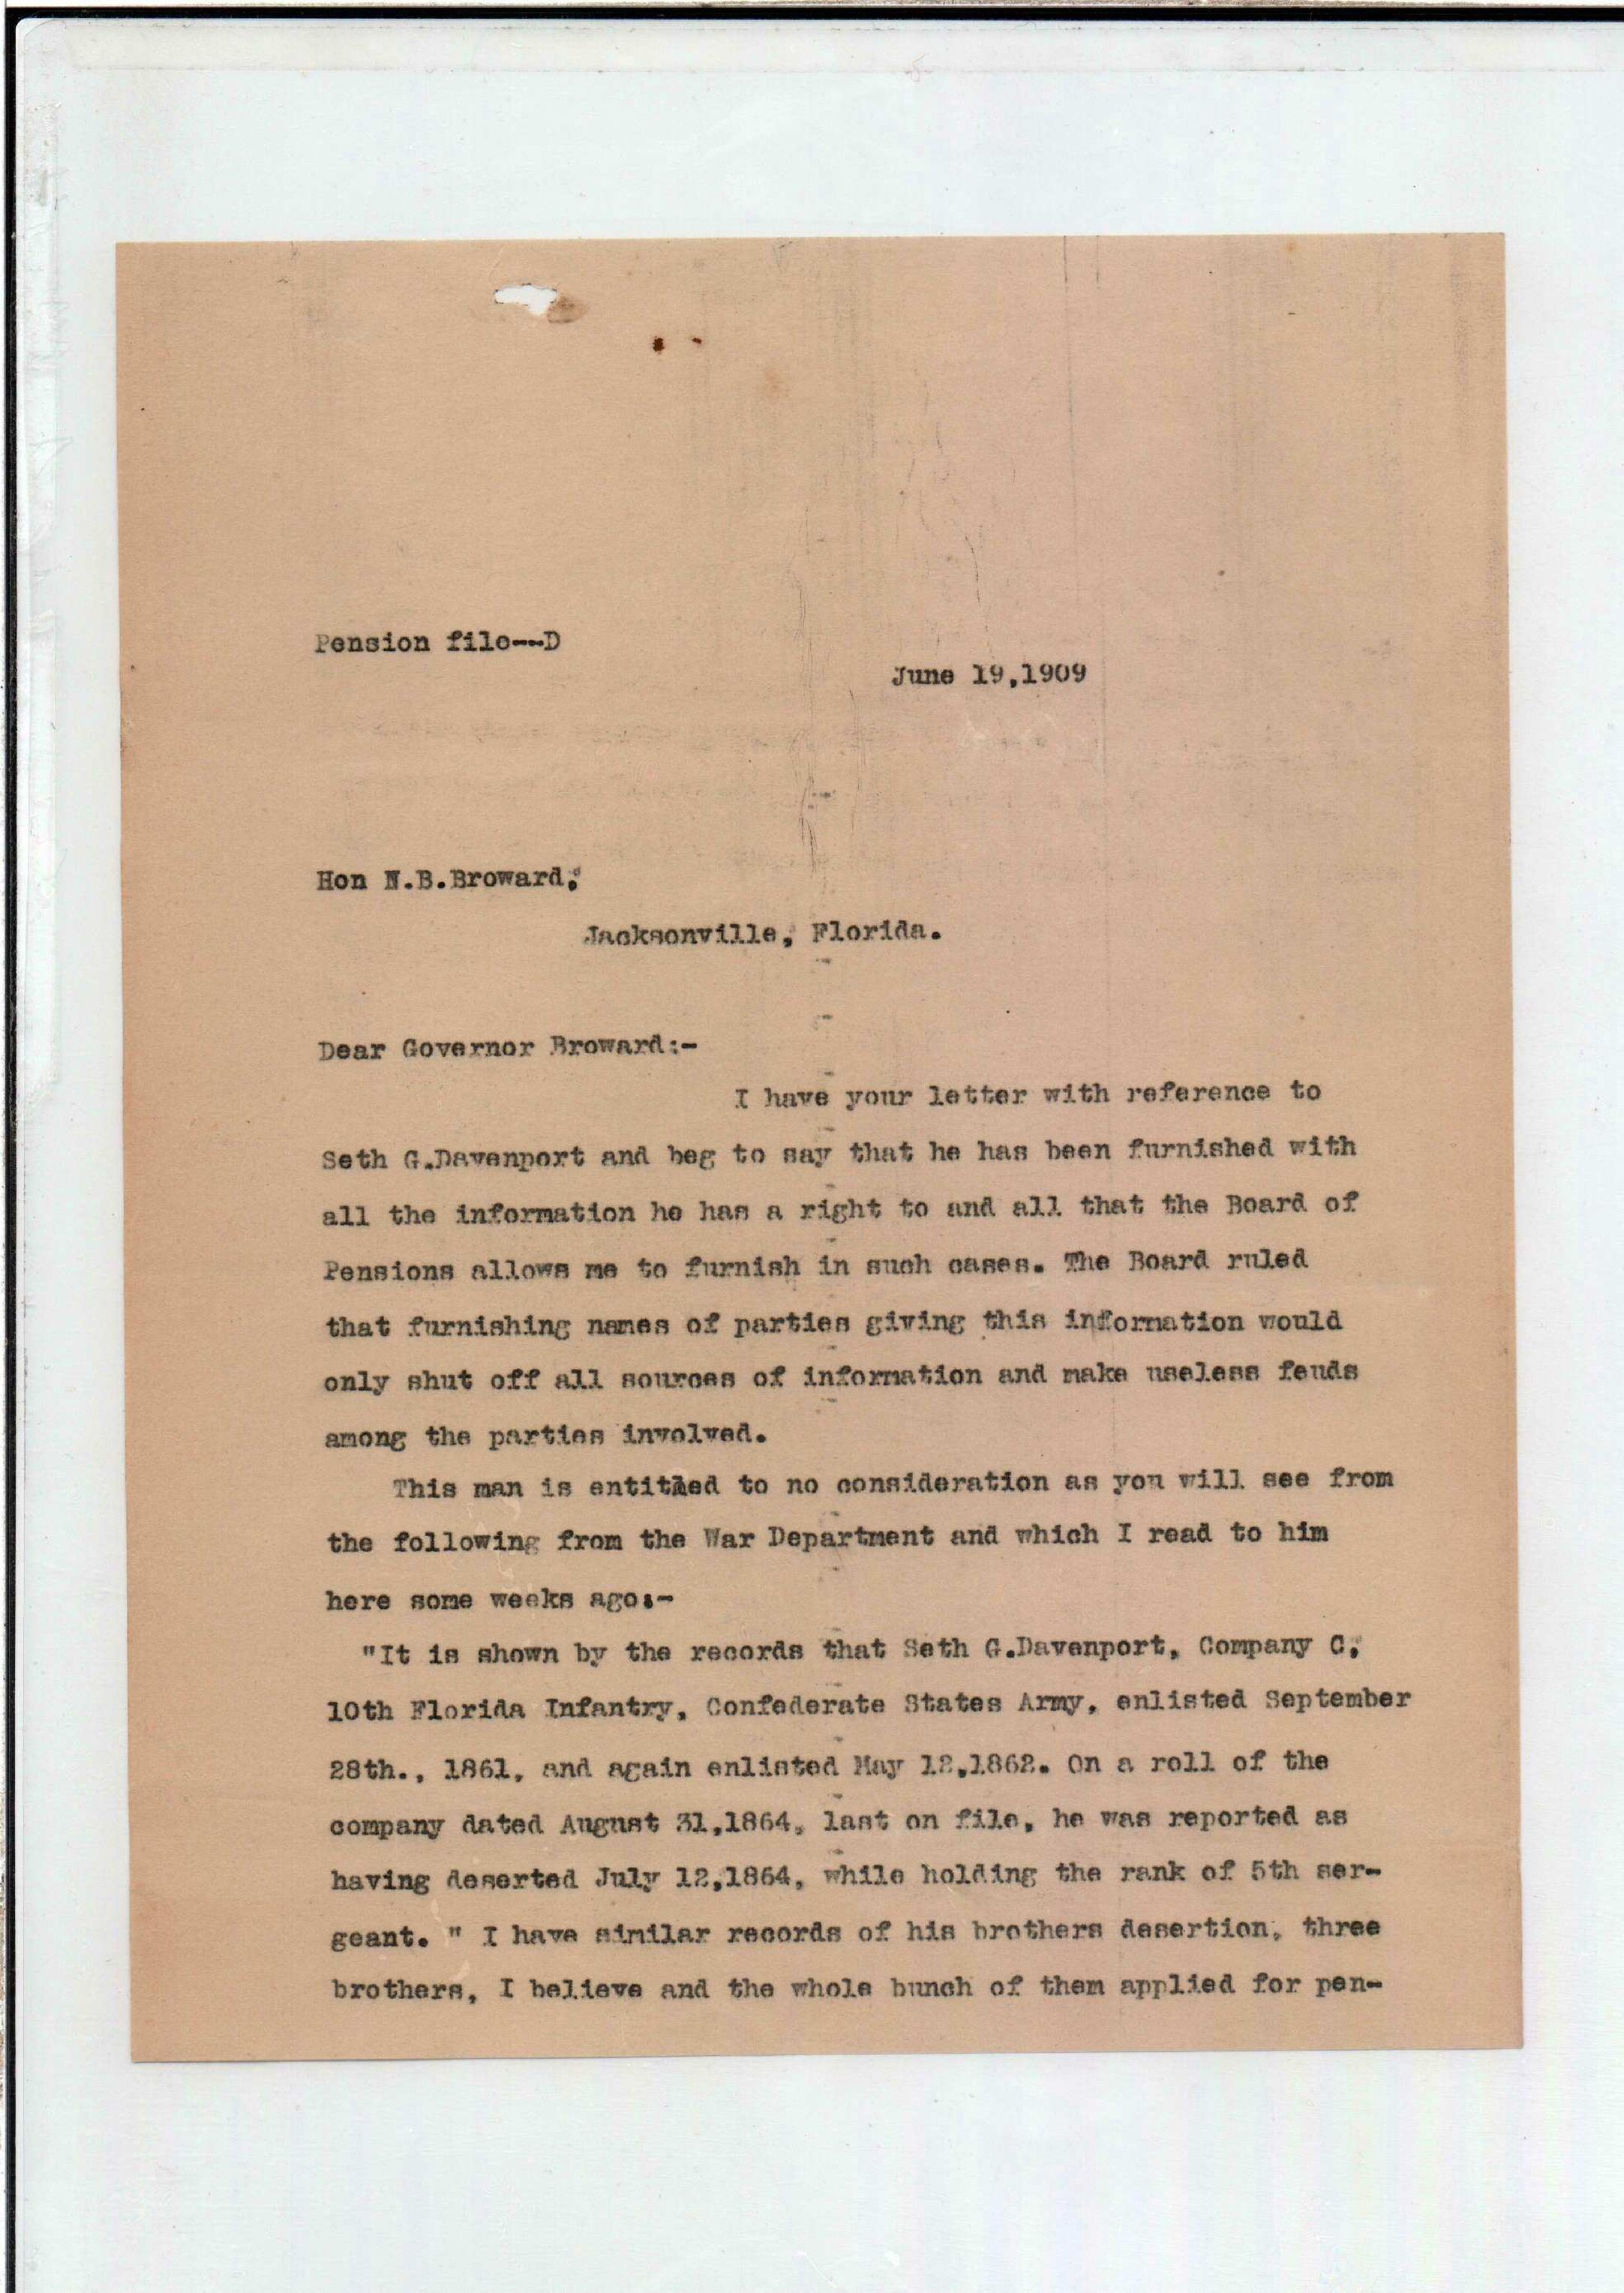 Pension file---D
June 19,1909
Hon N.B.Broward,
Jacksonville, Florida.
Dear Governor Broward:-
I have your letter with reference to
Seth G.Davenport and beg to say that he has been furnished with
all the information he has a right to and all that the Board of
Pensions allows me to furnish in such cases. The Board ruled
that furnishing names of parties giving this information would
only shut off all sources of information and make useless feuds
among the parties involved.
This man is entitled to no consideration as you will see from
the following from the War Department and which I read to him
here some weeks ago:-
"It is shown by the records that Seth G.Davenport, Company C,
10th Florida Infantry, Confederate States Army, enlisted September
28th., 1861, and again enlisted May 12,1862. On a roll of the
company dated August 31,1864, last on file, he was reported as
having deserted July 12,1864, while holding the rank of 5th ser-
geant. " I have similar records of his brothers desertion, three
brothers, I believe and the whole bunch of them applied for pen-